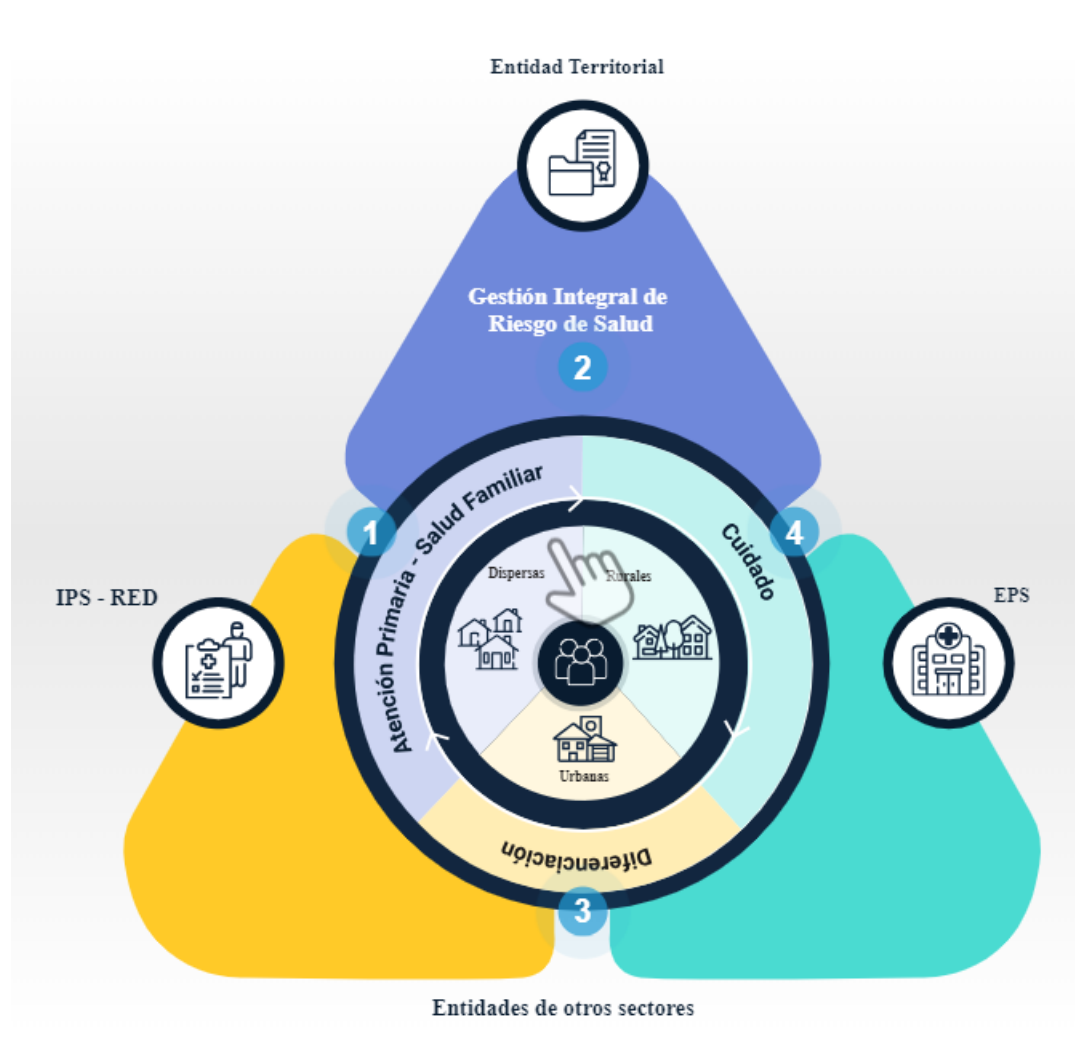 Entidad Territorial
Gestión Integral de
Riesgo de Salud
2
Atención Primaria - Salud Familiar
Cuidado
1
4
Dispersas
Rurales
IPS - RED
EPS
Urbanas
Diferenciación
3
Entidades de otros sectores